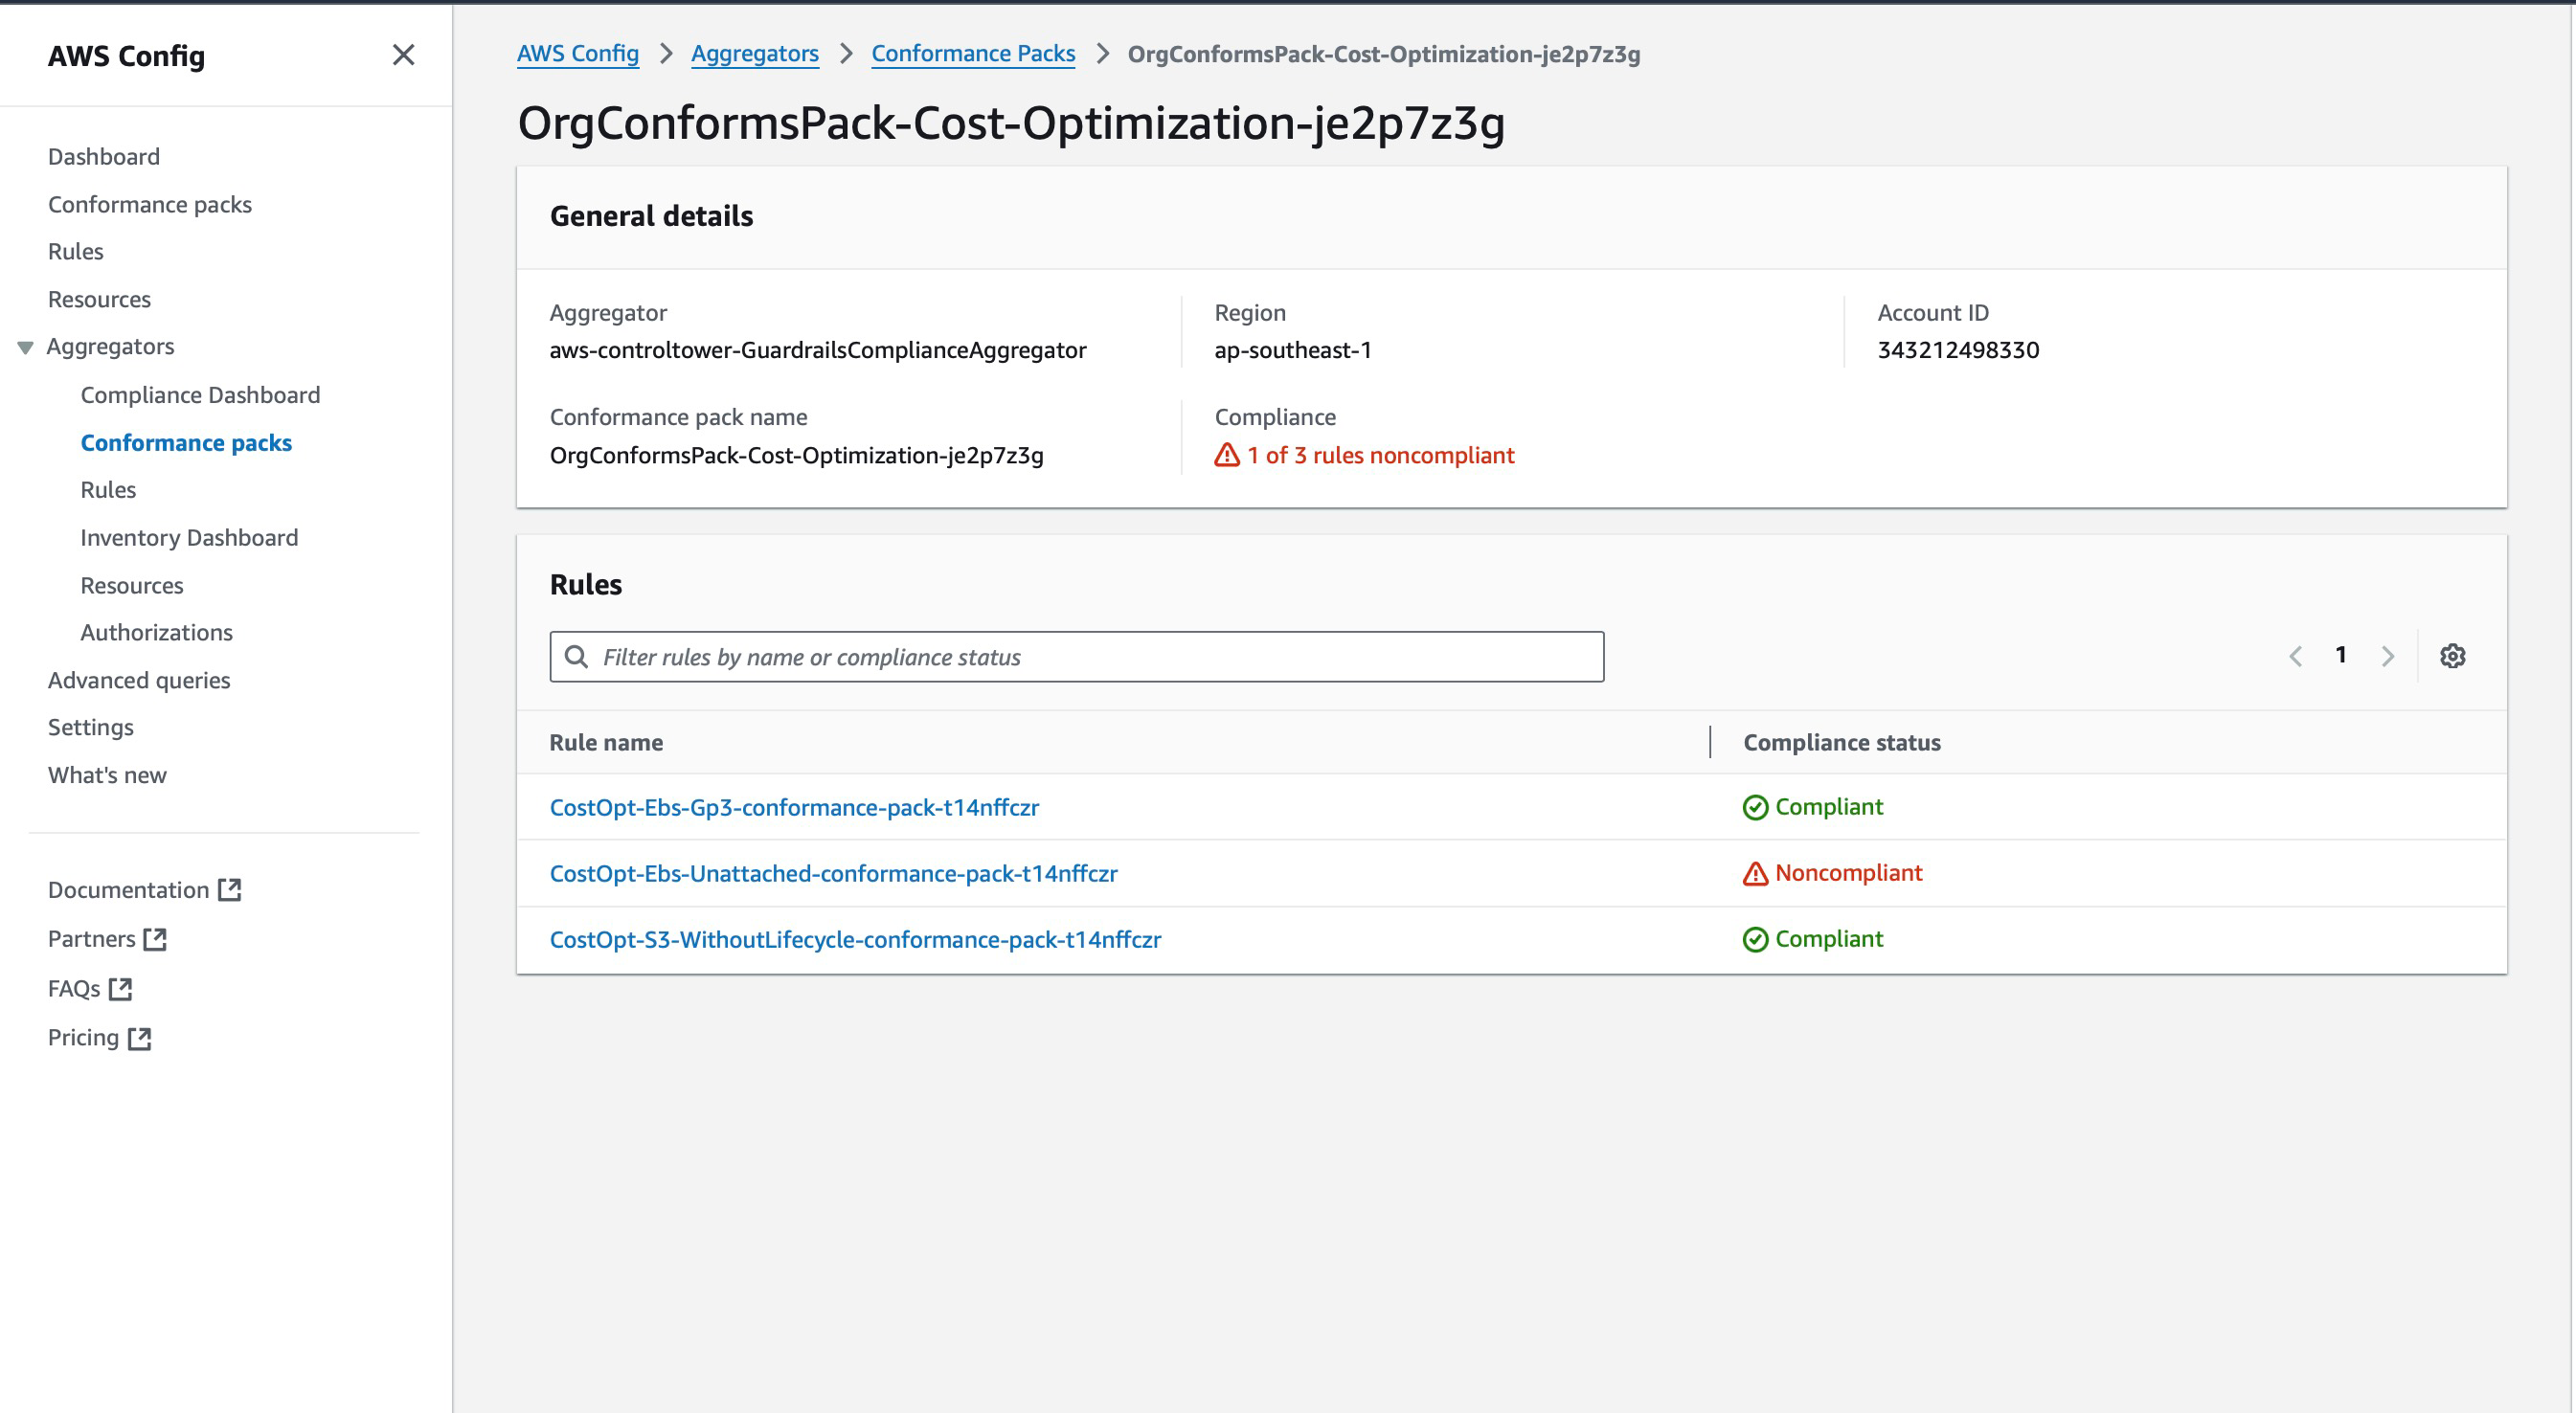 AWS Config
Dashboard
Conformance packs
Rules
Resources
Aggregators
Compliance Dashboard
Conformance packs
Rules
Inventory Dashboard
Resources
Authorizations
Advanced queries
Settings
What's new
Documentation
Partners
FAQs
Pricing
AWS Config > Aggregators > Conformance Packs > OrgConformsPack-Cost-Optimization-je2p7z3g
OrgConformsPack-Cost-Optimization-je2p7z3g
General details
Aggregator
aws-controltower-GuardrailsComplianceAggregator
Region
ap-southeast-1
Account ID
343212498330
Conformance pack name
OrgConformsPack-Cost-Optimization-je2p7z3g
Compliance
1 of 3 rules noncompliant
Rules
Filter rules by name or compliance status
1
Rule name Compliance status
CostOpt-Ebs-Gp3-conformance-pack-t14nffczr Compliant
CostOpt-Ebs-Unattached-conformance-pack-t14nffczr Noncompliant
CostOpt-S3-WithoutLifecycle-conformance-pack-t14nffczr Compliant